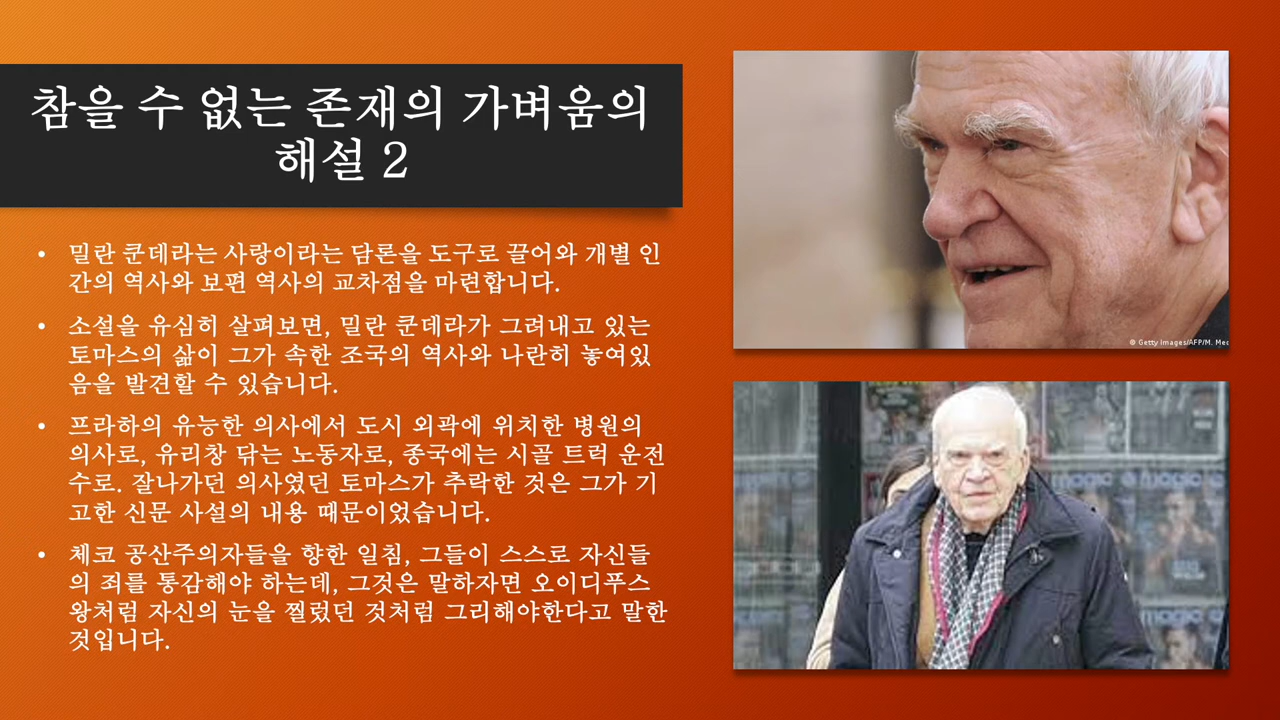 참을 수 없는 존재의 가벼움의
해설 2
• 밀란 쿤데라는 사랑이라는 담론을 도구로 끌어와 개별 인
간의 역사와 보편 역사의 교차점을 마련합니다.
• 소설을 유심히 살펴보면, 밀란 쿤데라가 그려내고 있는
토마스의 삶이 그가 속한 조국의 역사와 나란히 놓여있
음을 발견할 수 있습니다.
• 프라하의 유능한 의사에서 도시 외곽에 위치한 병원의
의사로, 유리창 닦는 노동자로, 종국에는 시골 트럭 운전
수로. 잘나가던 의사였던 토마스가 추락한 것은 그가 기
고한 신문 사설의 내용 때문이었습니다.
• 체코 공산주의자들을 향한 일침, 그들이 스스로 자신들
의 죄를 통감해야 하는데, 그것은 말하자면 오이디푸스
왕처럼 자신의 눈을 찔렀던 것처럼 그리해야한다고 말한
것입니다.
© Getty Images/AFP/M. Med